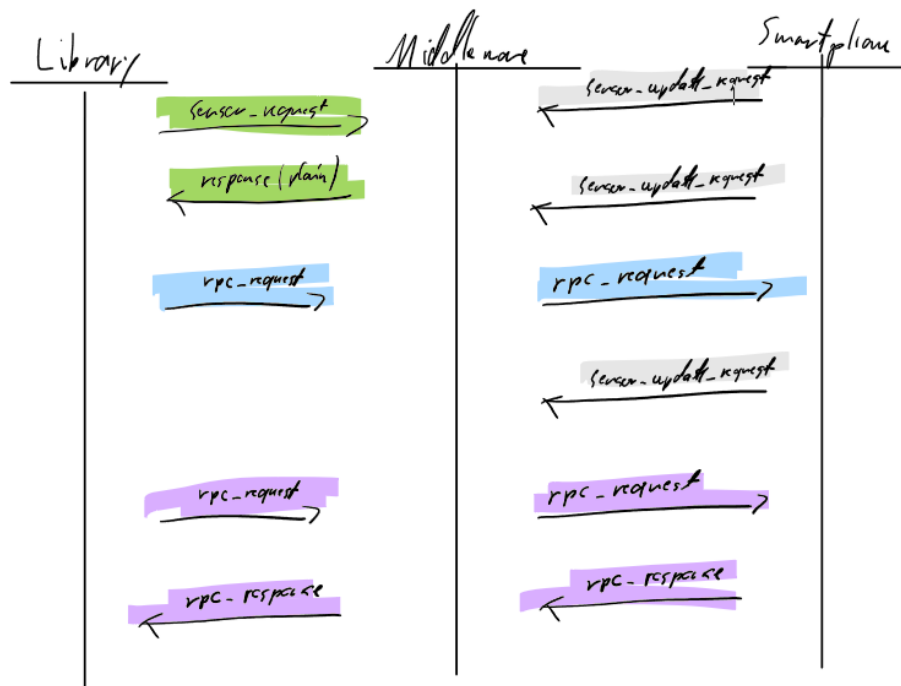 Library
Middleware
Smartphone
sensor_request
sensor_update_request
response (plain)
sensor_update_request
rpc_request
rpc_request
sensor_update_request
rpc_request
rpc_request
rpc_response
rpc_response